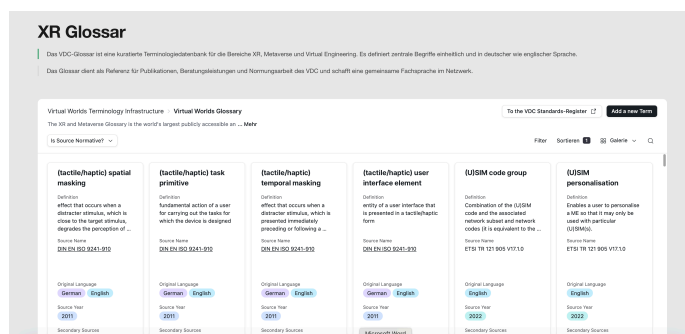 XR Glossar
Das VDC-Glossar ist eine kuratierte Terminologiedatenbank für die Bereiche XR, Metaverse und Virtual Engineering. Es definiert zentrale Begriffe einheitlich und in deutscher wie englischer Sprache.
Das Glossar dient als Referenz für Publikationen, Beratungsleistungen und Normungsarbeit des VDC und schafft eine gemeinsame Fachsprache im Netzwerk.
Virtual Worlds Terminology Infrastructure > Virtual Worlds Glossary
To the VDC Standards-Register
Add a new Term
The XR and Metaverse Glossary is the world's largest publicly accessible an ... Mehr
Is Source Normative?
Filter
Sortieren 1
Galerie
(tactile/haptic) spatial
masking
Definition
effect that occurs when a
distracter stimulus, which is
close to the target stimulus,
degrades the perception of ...
Source Name
DIN EN ISO 9241-910
Original Language
German English
Source Year
2011
Secondary Sources
(tactile/haptic) task
primitive
Definition
fundamental action of a user
for carrying out the tasks for
which the device is designed
Source Name
DIN EN ISO 9241-910
Original Language
German English
Source Year
2011
Secondary Sources
(tactile/haptic)
temporal masking
Definition
effect that occurs when a
distracter stimulus, which is
presented immediately
preceding or following a ...
Source Name
DIN EN ISO 9241-910
Original Language
German English
Source Year
2011
Secondary Sources
(tactile/haptic) user
interface element
Definition
entity of a user interface that
is presented in a tactile/haptic
form
Source Name
DIN EN ISO 9241-910
Original Language
German English
Source Year
2011
Microsoft Word
Secondary Sources
(U)SIM code group
Definition
Combination of the (U)SIM
code and the associated
network subset and network
codes (it is equivalent to the ...
Source Name
ETSI TR 121 905 V17.1.0
Original Language
English
Source Year
2022
Secondary Sources
(U)SIM
personalisation
Definition
Enables a user to personalise
a ME so that it may only be
used with particular
(U)SIM(s).
Source Name
ETSI TR 121 905 V17.1.0
Original Language
English
Source Year
2022
Secondary Sources